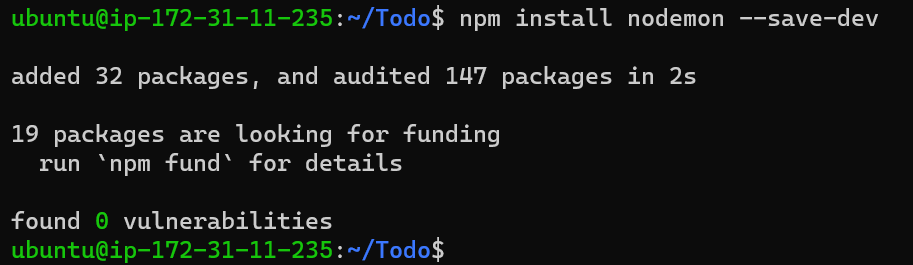 ubuntu@ip-172-31-11-235:~/Todo$ npm install nodemon --save-dev
added 32 packages, and audited 147 packages in 2s
19 packages are looking for funding
  run `npm fund` for details
found 0 vulnerabilities
ubuntu@ip-172-31-11-235:~/Todo$